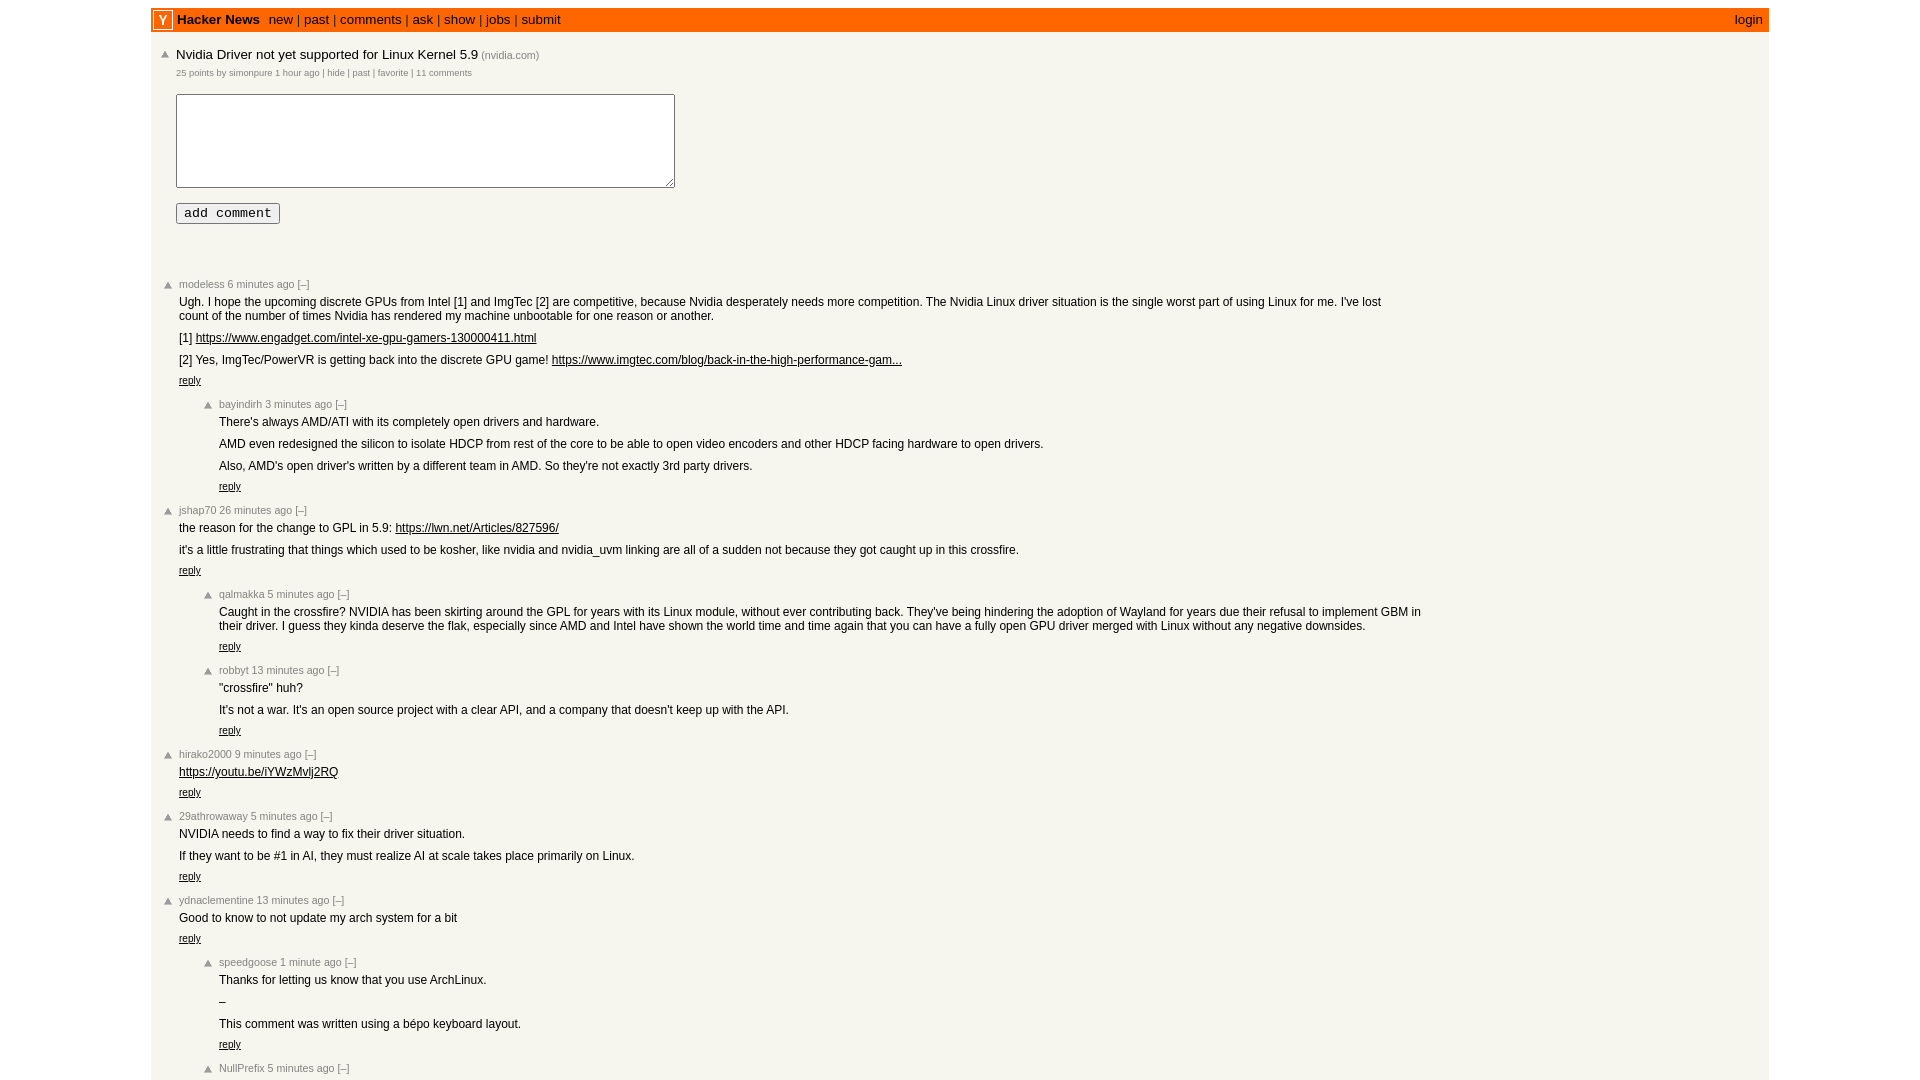 Y Hacker News new | past | comments | ask | show | jobs | submit login
Nvidia Driver not yet supported for Linux Kernel 5.9 (nvidia.com)
25 points by simonpure 1 hour ago | hide | past | favorite | 11 comments
add comment
modeless 6 minutes ago [–]
Ugh. I hope the upcoming discrete GPUs from Intel [1] and ImgTec [2] are competitive, because Nvidia desperately needs more competition. The Nvidia Linux driver situation is the single worst part of using Linux for me. I've lost
count of the number of times Nvidia has rendered my machine unbootable for one reason or another.
[1] https://www.engadget.com/intel-xe-gpu-gamers-130000411.html
[2] Yes, ImgTec/PowerVR is getting back into the discrete GPU game! https://www.imgtec.com/blog/back-in-the-high-performance-gam...
reply
bayindirh 3 minutes ago [–]
There's always AMD/ATI with its completely open drivers and hardware.
AMD even redesigned the silicon to isolate HDCP from rest of the core to be able to open video encoders and other HDCP facing hardware to open drivers.
Also, AMD's open driver's written by a different team in AMD. So they're not exactly 3rd party drivers.
reply
jshap70 26 minutes ago [–]
the reason for the change to GPL in 5.9: https://lwn.net/Articles/827596/
it's a little frustrating that things which used to be kosher, like nvidia and nvidia_uvm linking are all of a sudden not because they got caught up in this crossfire.
reply
qalmakka 5 minutes ago [–]
Caught in the crossfire? NVIDIA has been skirting around the GPL for years with its Linux module, without ever contributing back. They've being hindering the adoption of Wayland for years due their refusal to implement GBM in
their driver. I guess they kinda deserve the flak, especially since AMD and Intel have shown the world time and time again that you can have a fully open GPU driver merged with Linux without any negative downsides.
reply
robbyt 13 minutes ago [–]
"crossfire" huh?
It's not a war. It's an open source project with a clear API, and a company that doesn't keep up with the API.
reply
hirako2000 9 minutes ago [–]
https://youtu.be/iYWzMvlj2RQ
reply
29athrowaway 5 minutes ago [–]
NVIDIA needs to find a way to fix their driver situation.
If they want to be #1 in AI, they must realize AI at scale takes place primarily on Linux.
reply
ydnaclementine 13 minutes ago [–]
Good to know to not update my arch system for a bit
reply
speedgoose 1 minute ago [–]
Thanks for letting us know that you use ArchLinux.
–
This comment was written using a bépo keyboard layout.
reply
NullPrefix 5 minutes ago [–]